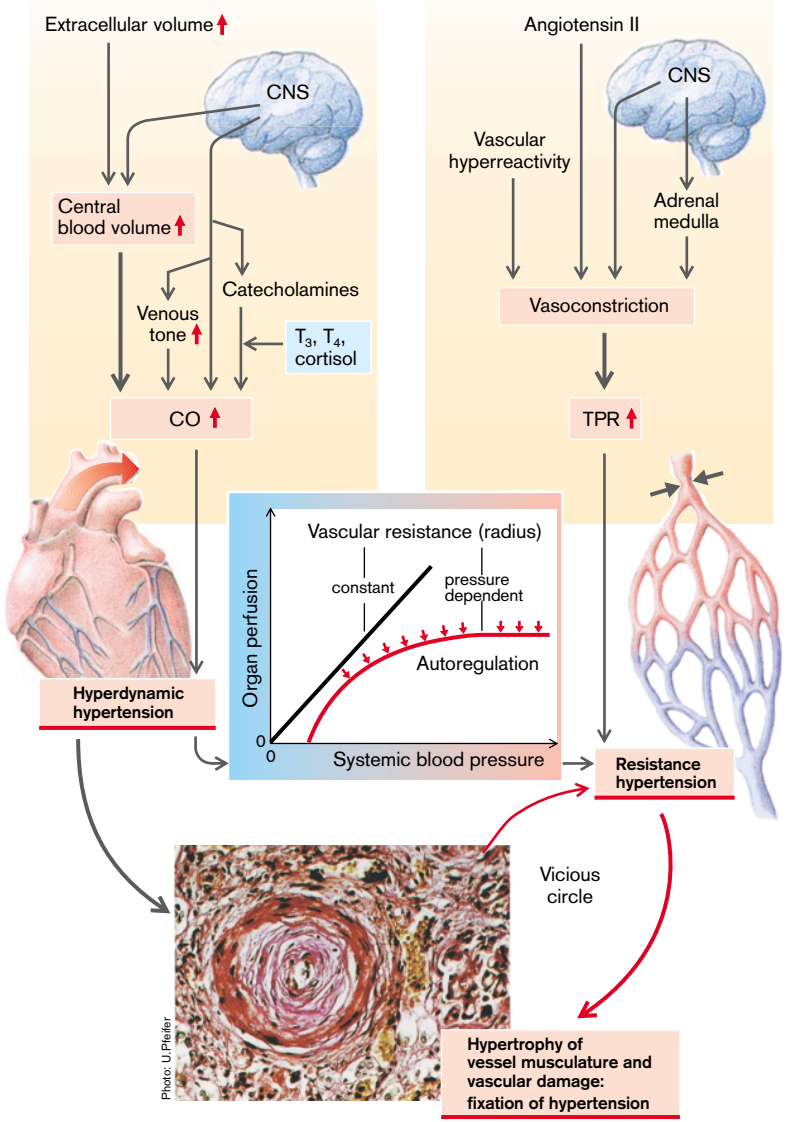 Extracellular volume
CNS
Central
blood volume
Catecholamines
Venous
tone
T3, T4,
cortisol
CO
Angiotensin II
CNS
Vascular
hyperreactivity
Adrenal
medulla
Vasoconstriction
TPR
Vascular resistance (radius)
constant
pressure
dependent
Autoregulation
Organ perfusion
0
0
Systemic blood pressure
Hyperdynamic
hypertension
Resistance
hypertension
Vicious
circle
Photo: U.Pfeifer
Hypertrophy of
vessel musculature and
vascular damage:
fixation of hypertension